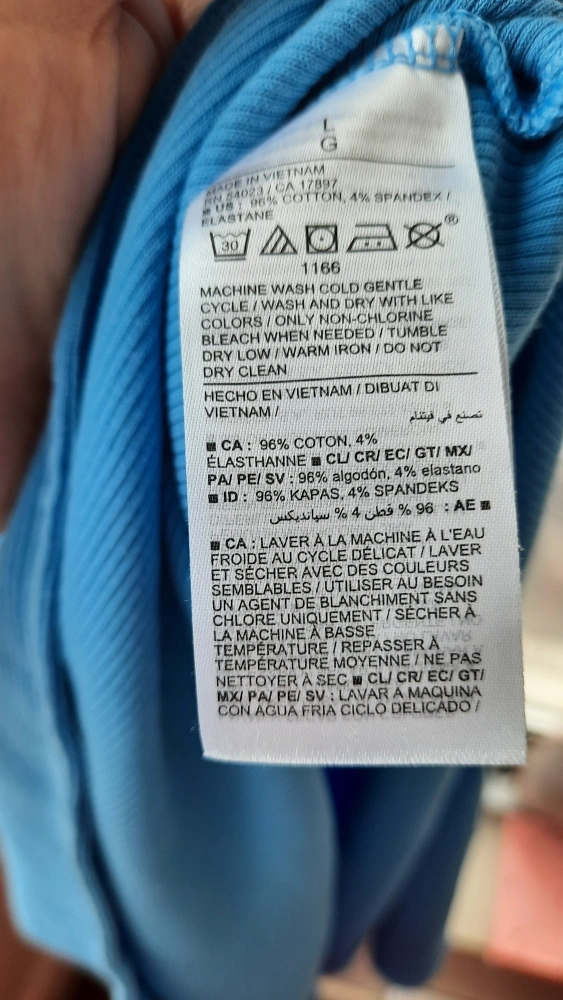 L
G
MADE IN VIETNAM
RN 54023 / CA 17897
■ US : 96% COTTON, 4% SPANDEX /
ELASTANE
30
®
1166
MACHINE WASH COLD GENTLE
CYCLE / WASH AND DRY WITH LIKE
COLORS / ONLY NON-CHLORINE
BLEACH WHEN NEEDED / TUMBLE
DRY LOW / WARM IRON / DO NOT
DRY CLEAN
HECHO EN VIETNAM / DIBUAT DI
VIETNAM /
تصنع في فيتنام
■ CA : 96% COTON, 4%
ÉLASTHANNE ■ CL/ CR/ EC/ GT/ MX/
PA/ PE/ SV : 96% algodón, 4% elastano
■ ID : 96% KAPAS, 4% SPANDEKS
■ AE : 96 % قطن 4 % سباندیکس
■ CA : LAVER À LA MACHINE À L'EAU
FROIDE AU CYCLE DÉLICAT / LAVER
ET SÉCHER AVEC DES COULEURS
SEMBLABLES / UTILISER AU BESOIN
UN AGENT DE BLANCHIMENT SANS
CHLORE UNIQUEMENT / SÉCHER À
LA MACHINE À BASSE
TEMPÉRATURE / REPASSER À
TEMPÉRATURE MOYENNE / NE PAS
NETTOYER À SEC ■ CL/ CR/ EC/ GT/
MX/ PA/ PE/ SV : LAVAR A MAQUINA
CON AGUA FRIA CICLO DELICADO /